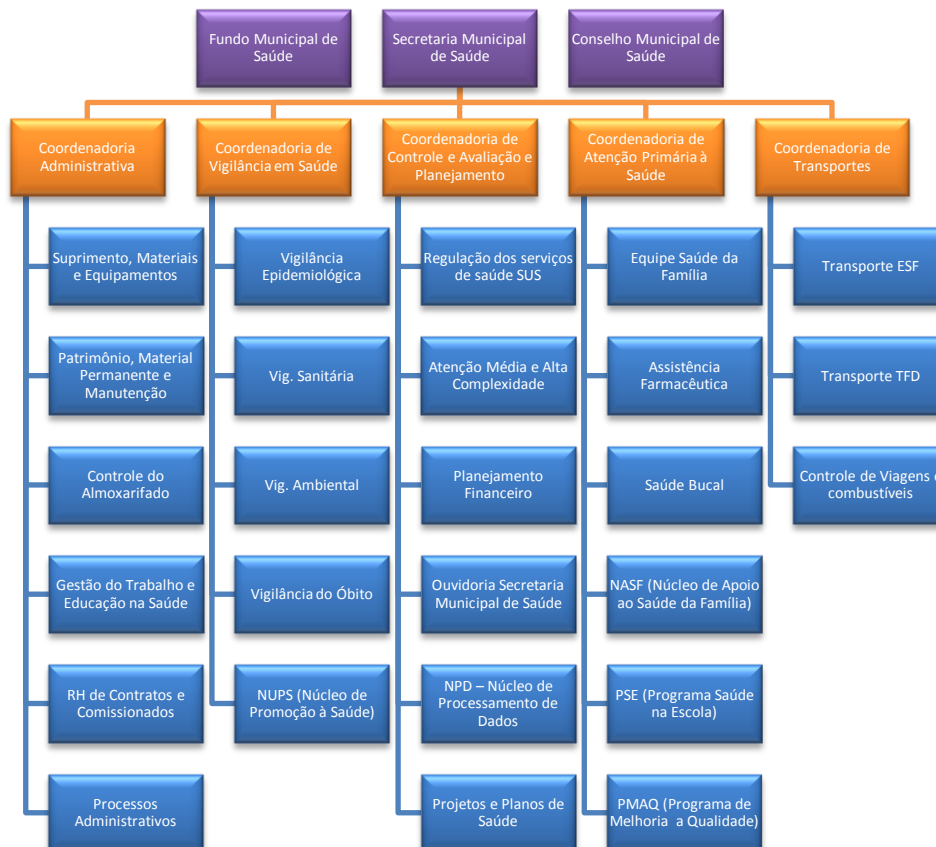 Fundo Municipal de
Saúde
Secretaria Municipal
de Saúde
Conselho Municipal de
Saúde
Coordenadoria
Administrativa
Coordenadoria de
Vigilância em Saúde
Coordenadoria de
Controle e Avaliação e
Planejamento
Coordenadoria de
Atenção Primária à
Saúde
Coordenadoria de
Transportes
Suprimento, Materiais
e Equipamentos
Patrimônio, Material
Permanente e
Manutenção
Controle do
Almoxarifado
Gestão do Trabalho e
Educação na Saúde
RH de Contratos e
Comissionados
Processos
Administrativos
Vigilância
Epidemiológica
Vig. Sanitária
Vig. Ambiental
Vigilância do Óbito
NUPS (Núcleo de
Promoção à Saúde)
Regulação dos serviços
de saúde SUS
Atenção Média e Alta
Complexidade
Planejamento
Financeiro
Ouvidoria Secretaria
Municipal de Saúde
NPD – Núcleo de
Processamento de
Dados
Projetos e Planos de
Saúde
Equipe Saúde da
Família
Assistência
Farmacêutica
Saúde Bucal
NASF (Núcleo de Apoio
ao Saúde da Família)
PSE (Programa Saúde
na Escola)
PMAQ (Programa de
Melhoria a Qualidade)
Transporte ESF
Transporte TFD
Controle de Viagens e
combustíveis